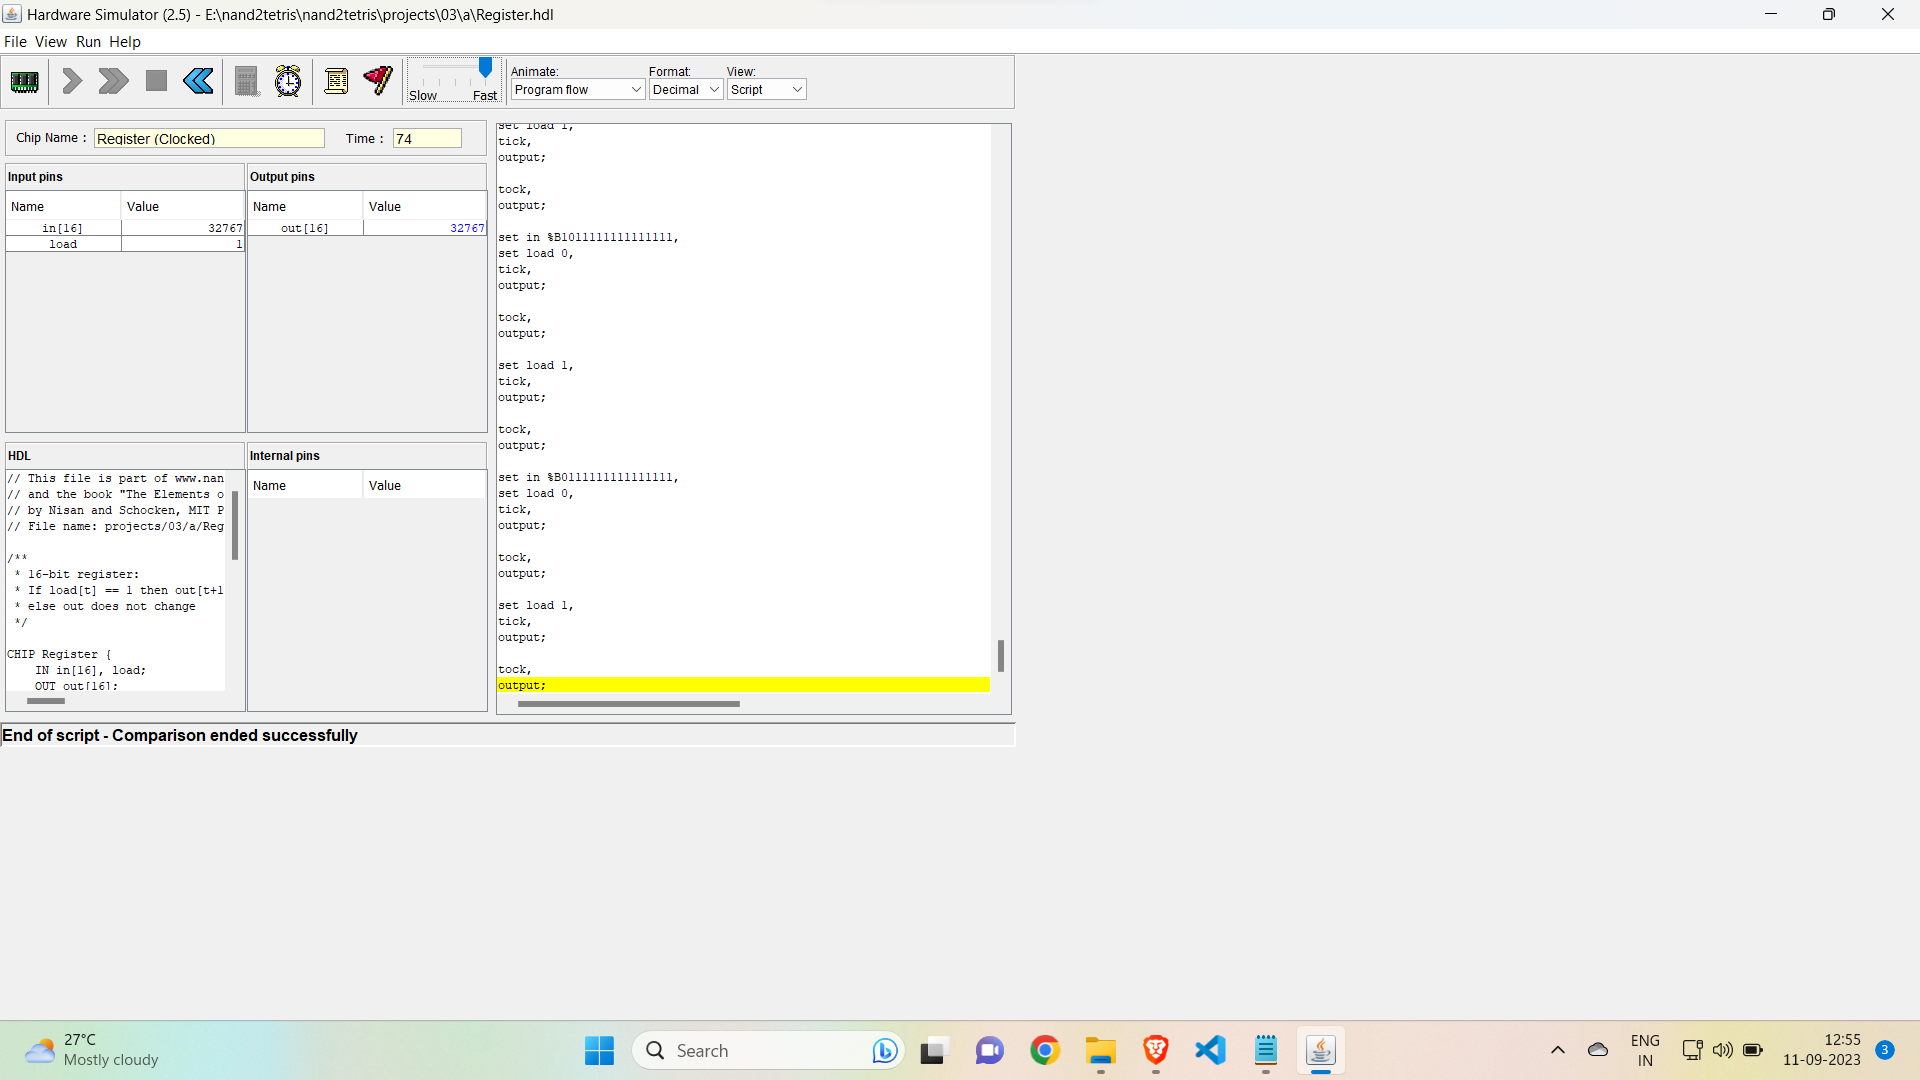 Hardware Simulator (2.5) - E:\nand2tetris\nand2tetris\projects\03\a\Register.hdl
File View Run Help
Slow Fast
Animate:
Program flow
Format:
Decimal
View:
Script
Chip Name :
Register (Clocked)
Time :
74
Input pins
Name Value
in[16] 32767
load 1
Output pins
Name Value
out[16] 32767
HDL
// This file is part of www.nan
// and the book "The Elements o
// by Nisan and Schocken, MIT P
// File name: projects/03/a/Reg
/**
* 16-bit register:
* If load[t] == 1 then out[t+1
* else out does not change
*/
CHIP Register {
IN in[16], load;
OUT out[16];
Internal pins
Name Value
set load 1,
tick,
output;
tock,
output;
set in %B1011111111111111,
set load 0,
tick,
output;
tock,
output;
set load 1,
tick,
output;
tock,
output;
set in %B0111111111111111,
set load 0,
tick,
output;
tock,
output;
set load 1,
tick,
output;
tock,
output;
End of script - Comparison ended successfully
27°C
Mostly cloudy
Search
ENG
IN
12:55
11-09-2023
3